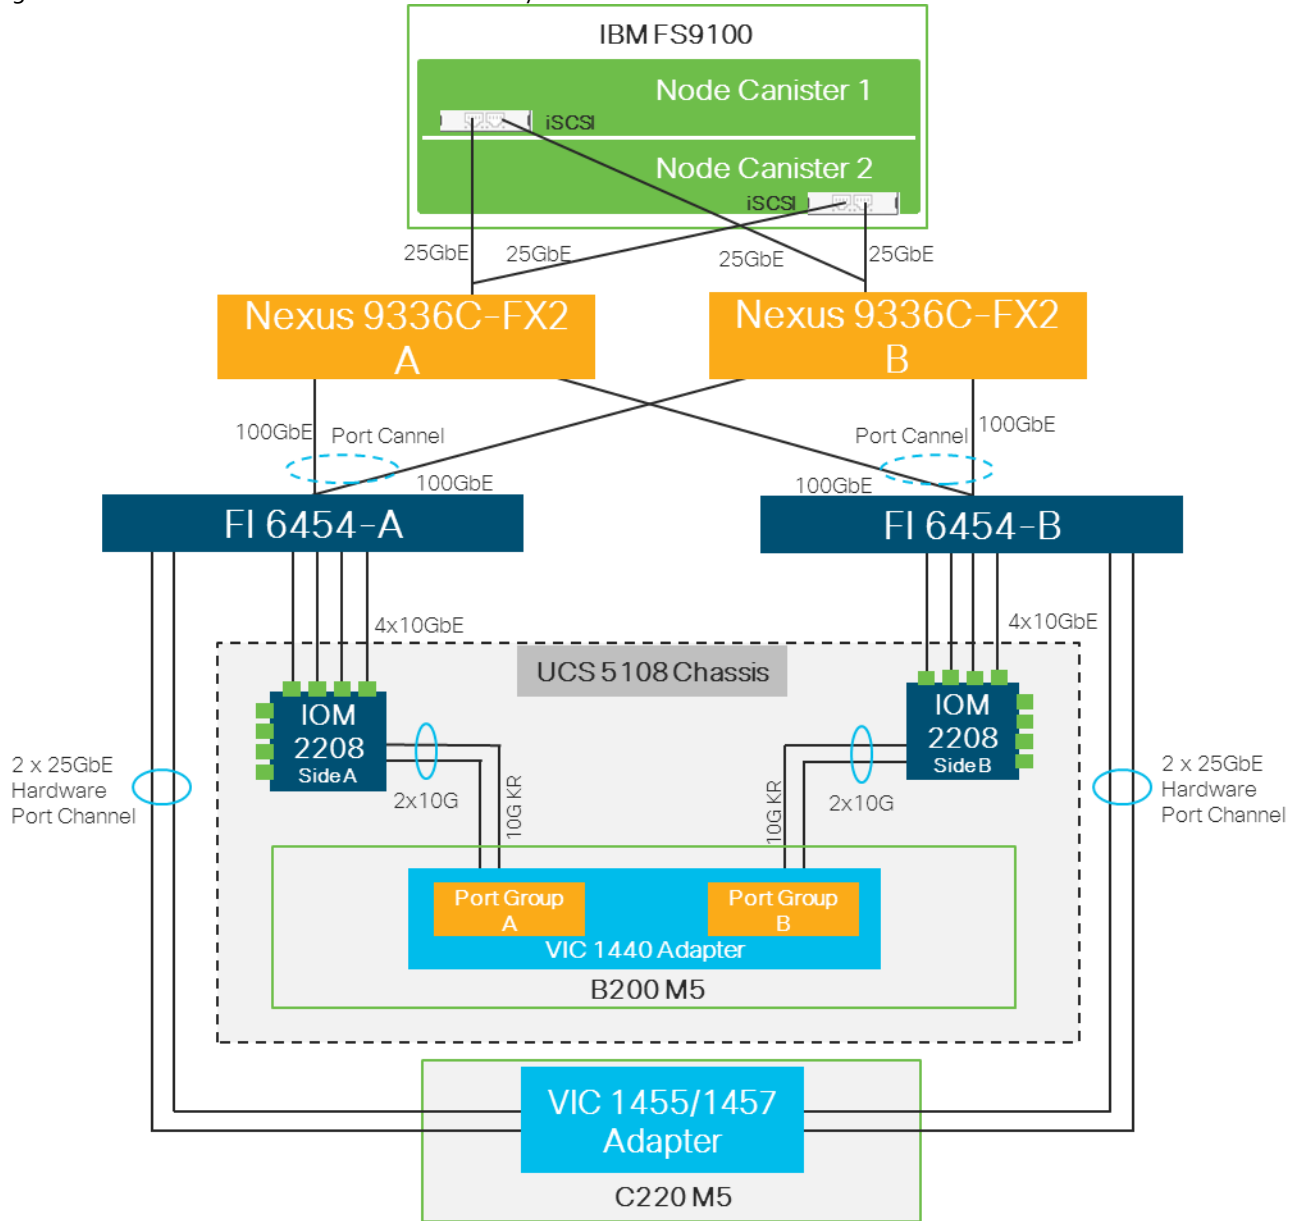 IBM FS9100
Node Canister 1
iSCSI
Node Canister 2
iSCSI
25GbE
25GbE
25GbE
25GbE
Nexus 9336C-FX2
A
Nexus 9336C-FX2
B
100GbE
Port Cannel
Port Cannel
100GbE
100GbE
100GbE
FI 6454-A
FI 6454-B
4x10GbE
4x10GbE
UCS 5108 Chassis
IOM
2208
Side A
IOM
2208
Side B
2 x 25GbE
Hardware
Port Channel
2x10G
10G KR
10G KR
2x10G
2 x 25GbE
Hardware
Port Channel
Port Group
A
Port Group
B
VIC 1440 Adapter
B200 M5
VIC 1455/1457
Adapter
C220 M5